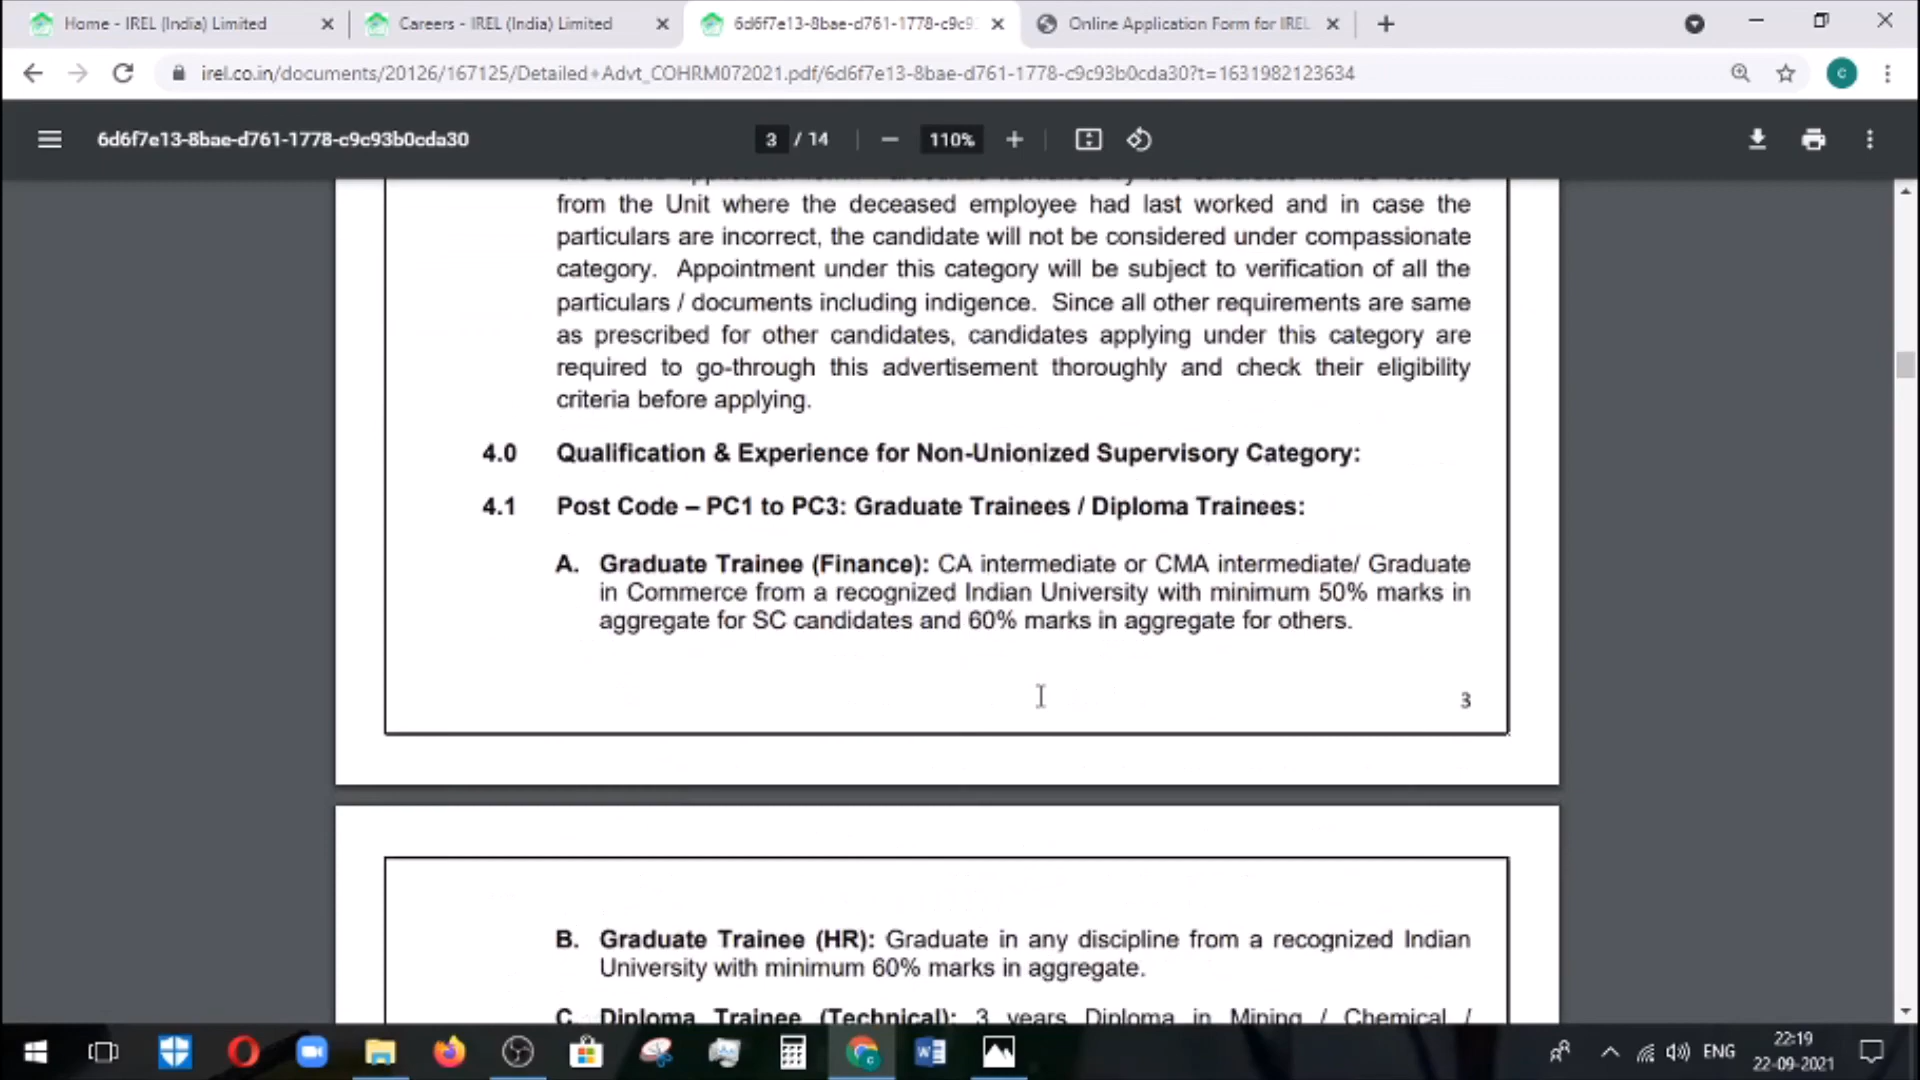 Home - IREL (India) Limited
Careers - IREL (India) Limited
6d6f7e13-8bae-d761-1778-c9c9
Online Application Form for IREL
irel.co.in/documents/20126/167125/Detailed+Advt_COHRM072021.pdf/6d6f7e13-8bae-d761-1778-c9c93b0cda30?t=1631982123634
C
6d6f7e13-8bae-d761-1778-c9c93b0cda30
3 / 14
110%
from the Unit where the deceased employee had last worked and in case the
particulars are incorrect, the candidate will not be considered under compassionate
category. Appointment under this category will be subject to verification of all the
particulars / documents including indigence. Since all other requirements are same
as prescribed for other candidates, candidates applying under this category are
required to go-through this advertisement thoroughly and check their eligibility
criteria before applying.
4.0 Qualification & Experience for Non-Unionized Supervisory Category:
4.1 Post Code – PC1 to PC3: Graduate Trainees / Diploma Trainees:
A. Graduate Trainee (Finance): CA intermediate or CMA intermediate/ Graduate
in Commerce from a recognized Indian University with minimum 50% marks in
aggregate for SC candidates and 60% marks in aggregate for others.
3
B. Graduate Trainee (HR): Graduate in any discipline from a recognized Indian
University with minimum 60% marks in aggregate.
C. Diploma Trainee (Technical): 3 years Diploma in Mining / Chemical /
ENG
22:19
22-09-2021